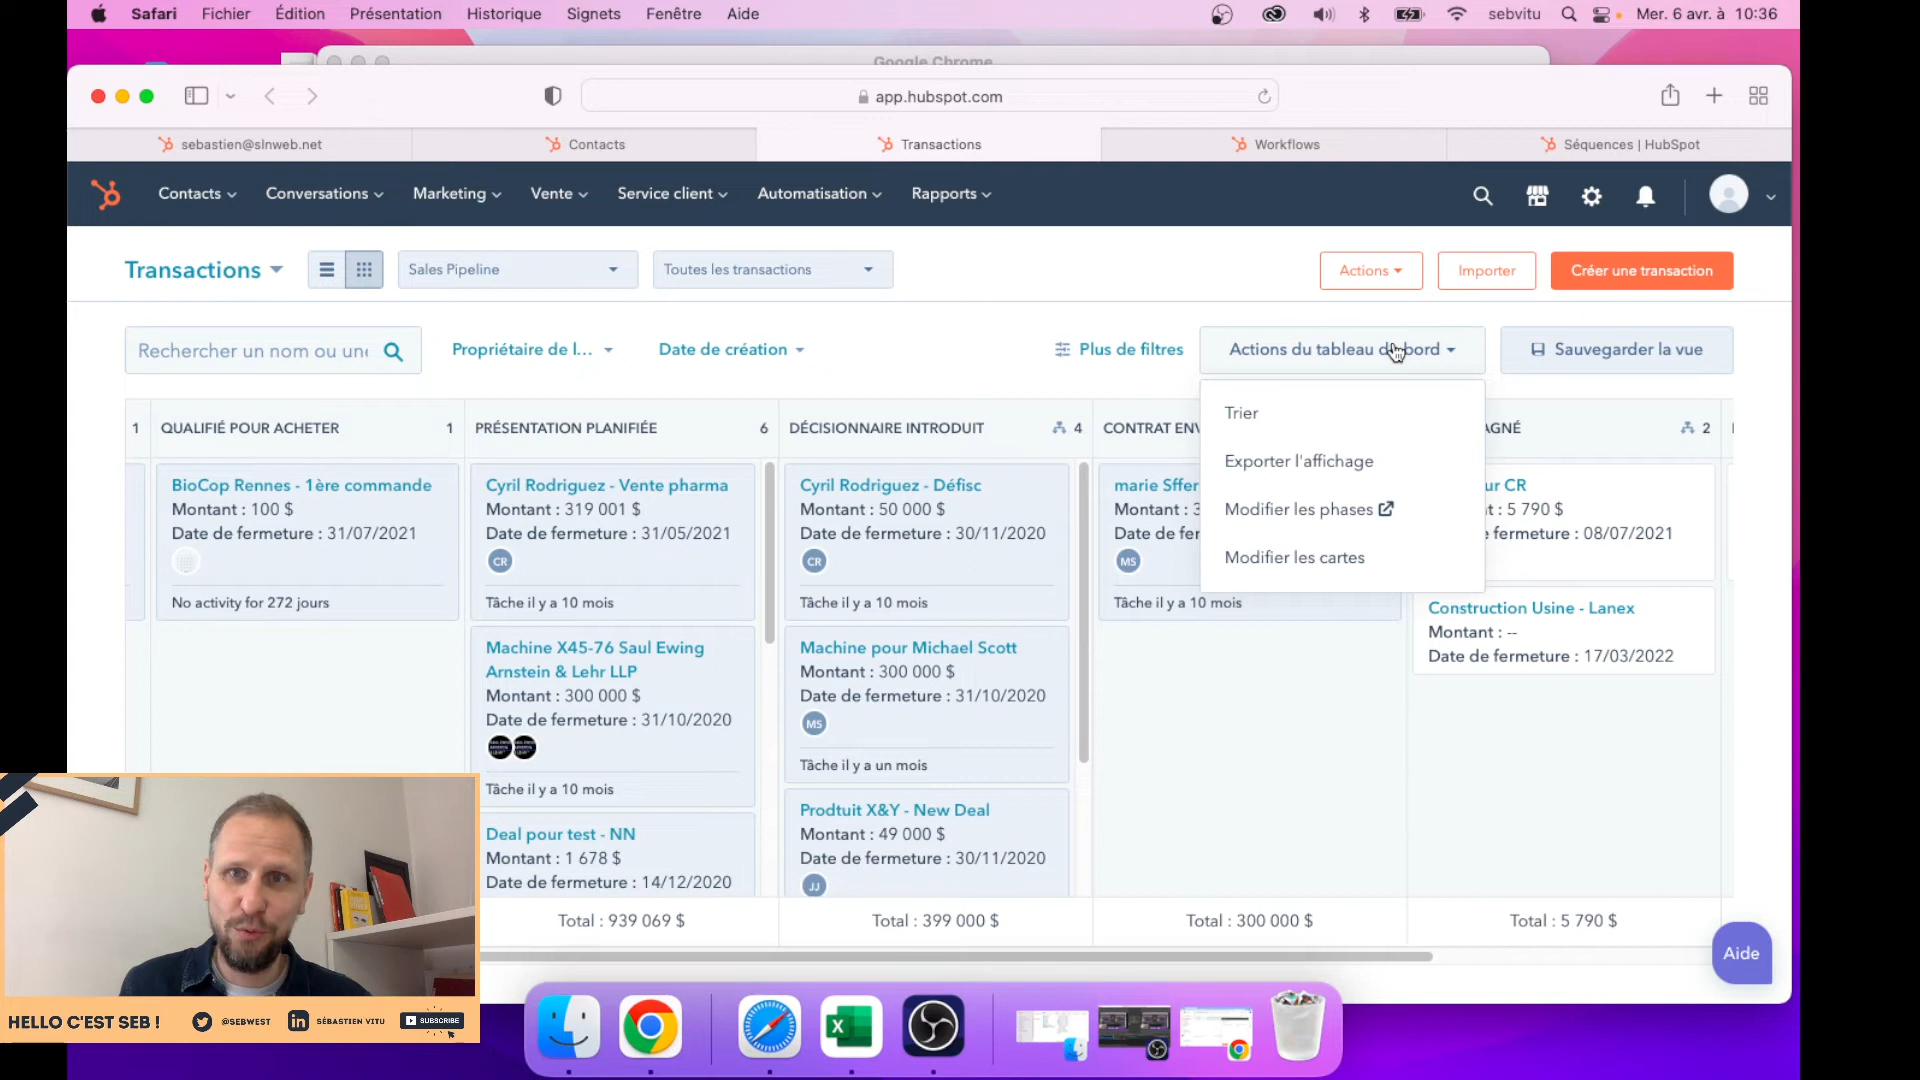 Safari Fichier Édition Présentation Historique Signets Fenêtre Aide sebvitu Mer. 6 avr. à 10:36
Google Chrome
app.hubspot.com
sebastien@slnweb.net Contacts Transactions Workflows Séquences | HubSpot
Contacts Conversations Marketing Vente Service client Automatisation Rapports
Transactions Sales Pipeline Toutes les transactions Actions Importer Créer une transaction
Rechercher un nom ou une Propriétaire de l... Date de création Plus de filtres Actions du tableau de bord Sauvegarder la vue
Trier
Exporter l'affichage
Modifier les phases
Modifier les cartes
1 QUALIFIÉ POUR ACHETER 1 PRÉSENTATION PLANIFIÉE 6 DÉCISIONNAIRE INTRODUIT 4 CONTRAT ENV AGNÉ 2
BioCop Rennes - 1ère commande
Montant : 100 $
Date de fermeture : 31/07/2021
No activity for 272 jours
Cyril Rodriguez - Vente pharma
Montant : 319 001 $
Date de fermeture : 31/05/2021
CR
Tâche il y a 10 mois
Machine X45-76 Saul Ewing
Arnstein & Lehr LLP
Montant : 300 000 $
Date de fermeture : 31/10/2020
Tâche il y a 10 mois
Deal pour test - NN
Montant : 1 678 $
Date de fermeture : 14/12/2020
Total : 939 069 $
Cyril Rodriguez - Défisc
Montant : 50 000 $
Date de fermeture : 30/11/2020
CR
Tâche il y a 10 mois
Machine pour Michael Scott
Montant : 300 000 $
Date de fermeture : 31/10/2020
MS
Tâche il y a un mois
Prodtuit X&Y - New Deal
Montant : 49 000 $
Date de fermeture : 30/11/2020
JJ
Total : 399 000 $
marie Sffer
Montant : 3
Date de fer
MS
Tâche il y a 10 mois
Total : 300 000 $
ur CR
t : 5 790 $
e fermeture : 08/07/2021
Construction Usine - Lanex
Montant : --
Date de fermeture : 17/03/2022
Total : 5 790 $
Aide
HELLO C'EST SEB ! @SEBWEST SÉBASTIEN VITU SUBSCRIBE